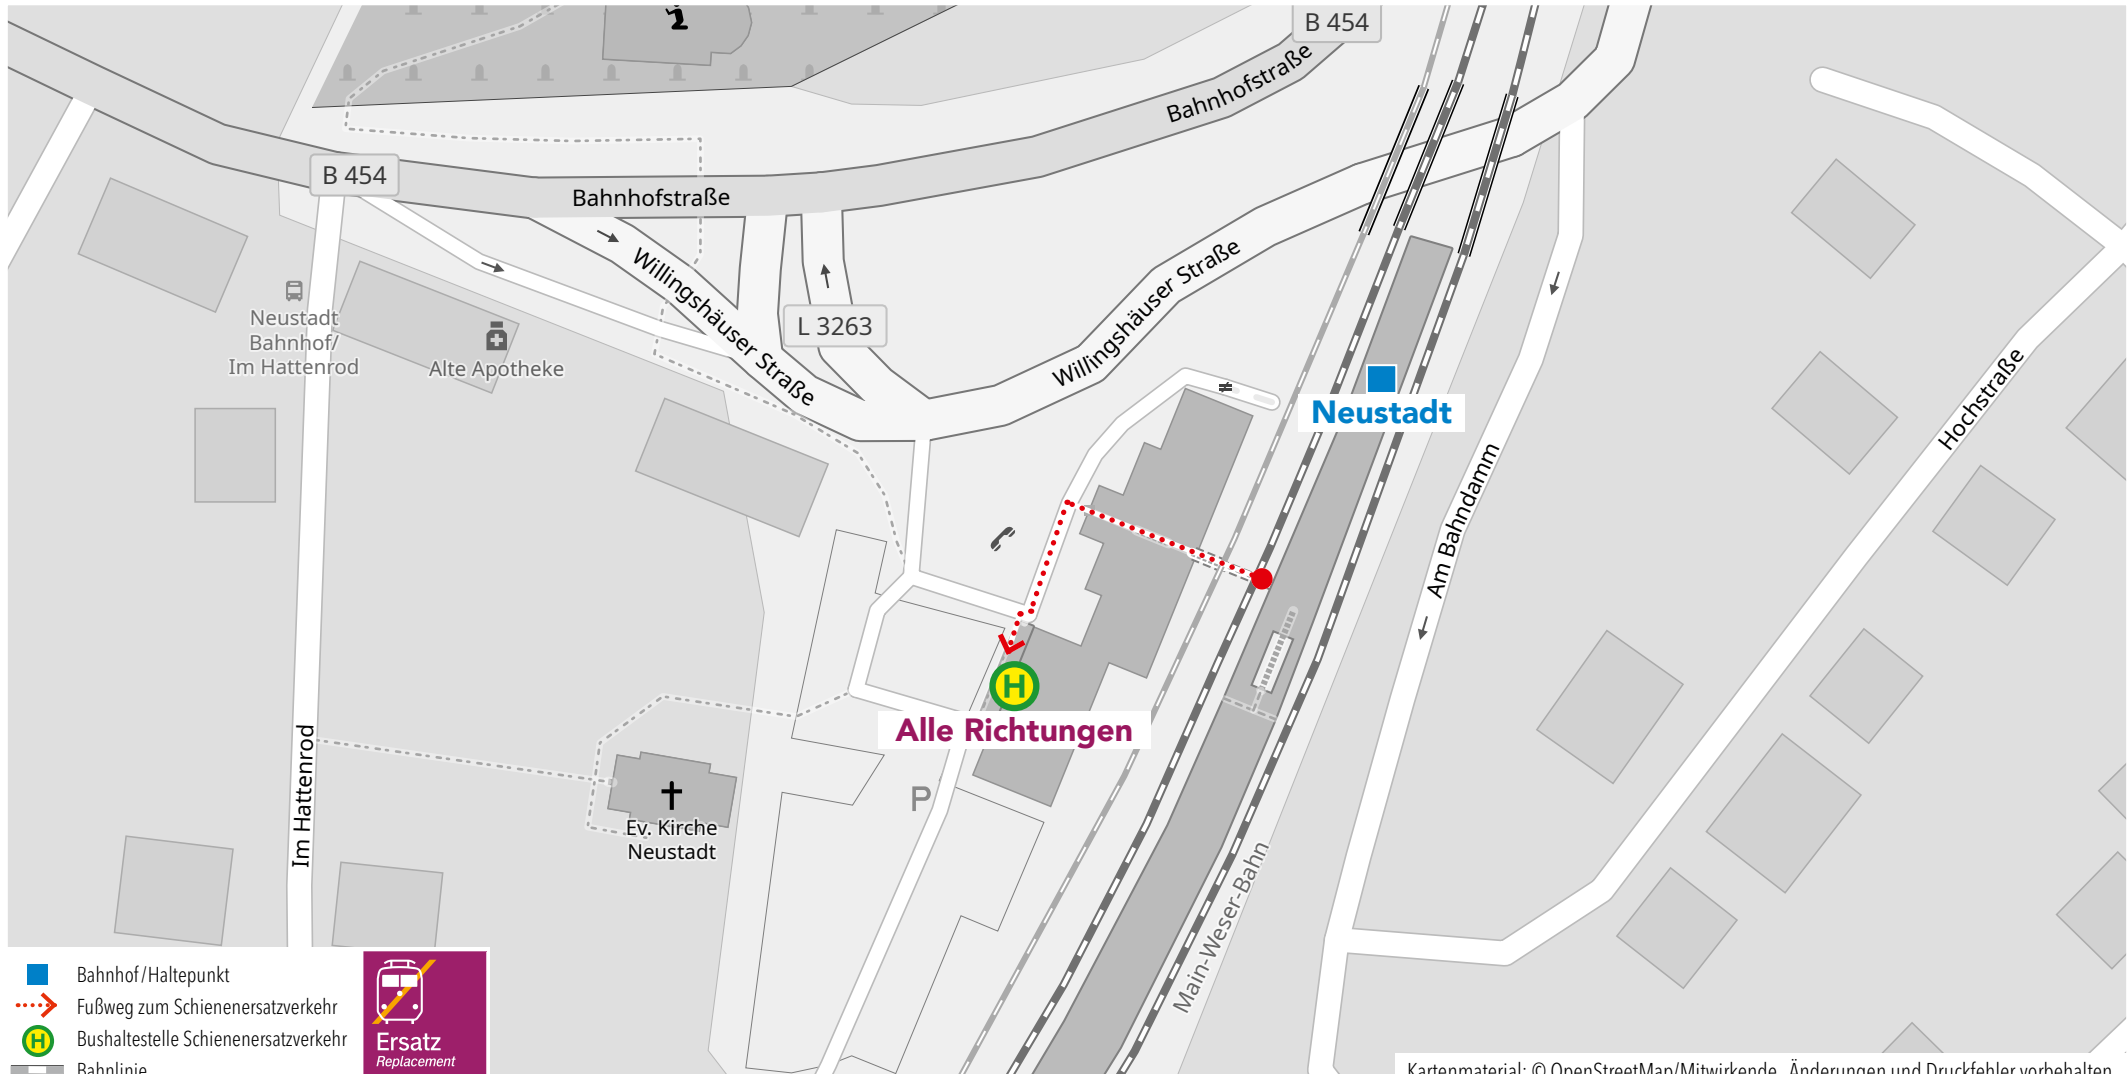 B 454
Bahnhofstraße
B 454
Bahnhofstraße
Willingshäuser Straße
Willingshäuser Straße
L 3263
Neustadt
Bahnhof/
Im Hattenrod
Alte Apotheke
Neustadt
Hochstraße
Am Bahndamm
H
Alle Richtungen
P
Im Hattenrod
Ev. Kirche
Neustadt
Main-Weser-Bahn
Bahnhof/Haltepunkt
Fußweg zum Schienenersatzverkehr
H
Bushaltestelle Schienenersatzverkehr
Bahnlinie
Ersatz
Replacement
Kartenmaterial: © OpenStreetMap/Mitwirkende, Änderungen und Druckfehler vorbehalten